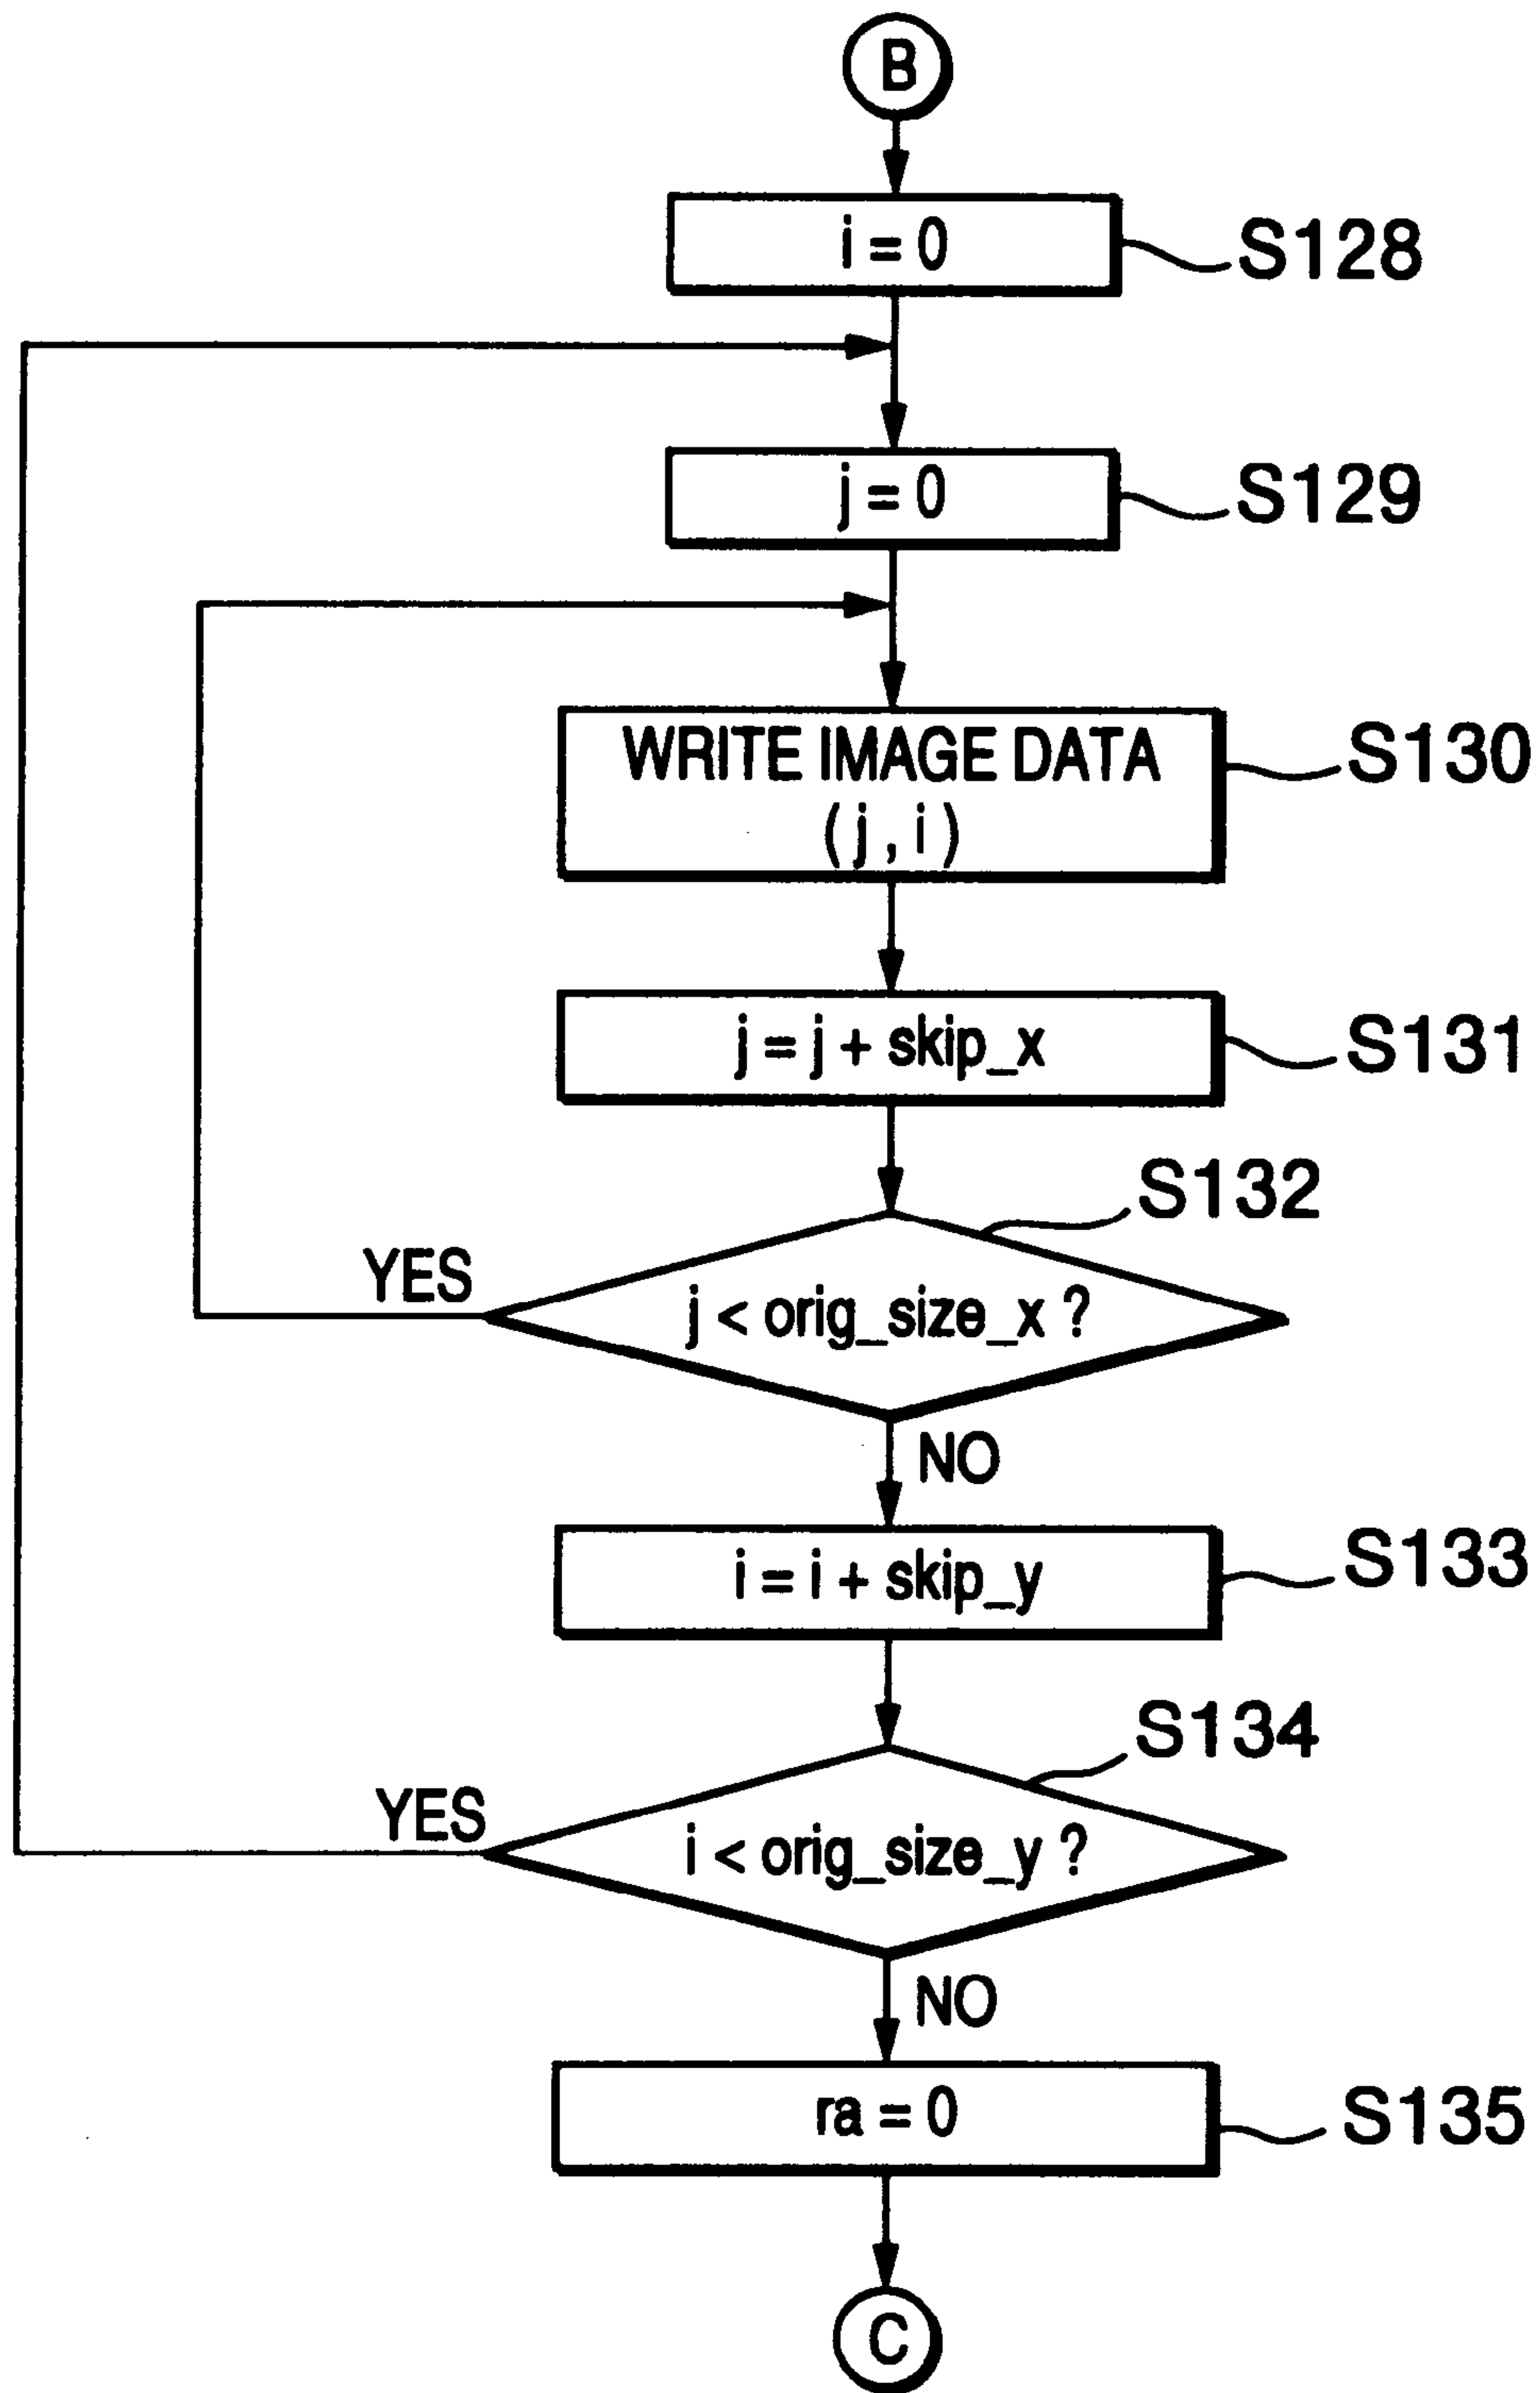 B
i = 0
S128
j = 0
S129
WRITE IMAGE DATA
( j , i )
S130
j = j + skip_x
S131
S132
YES
j < orig_size_x ?
NO
i = i + skip_y
S133
S134
YES
i < orig_size_y ?
NO
ra = 0
S135
C